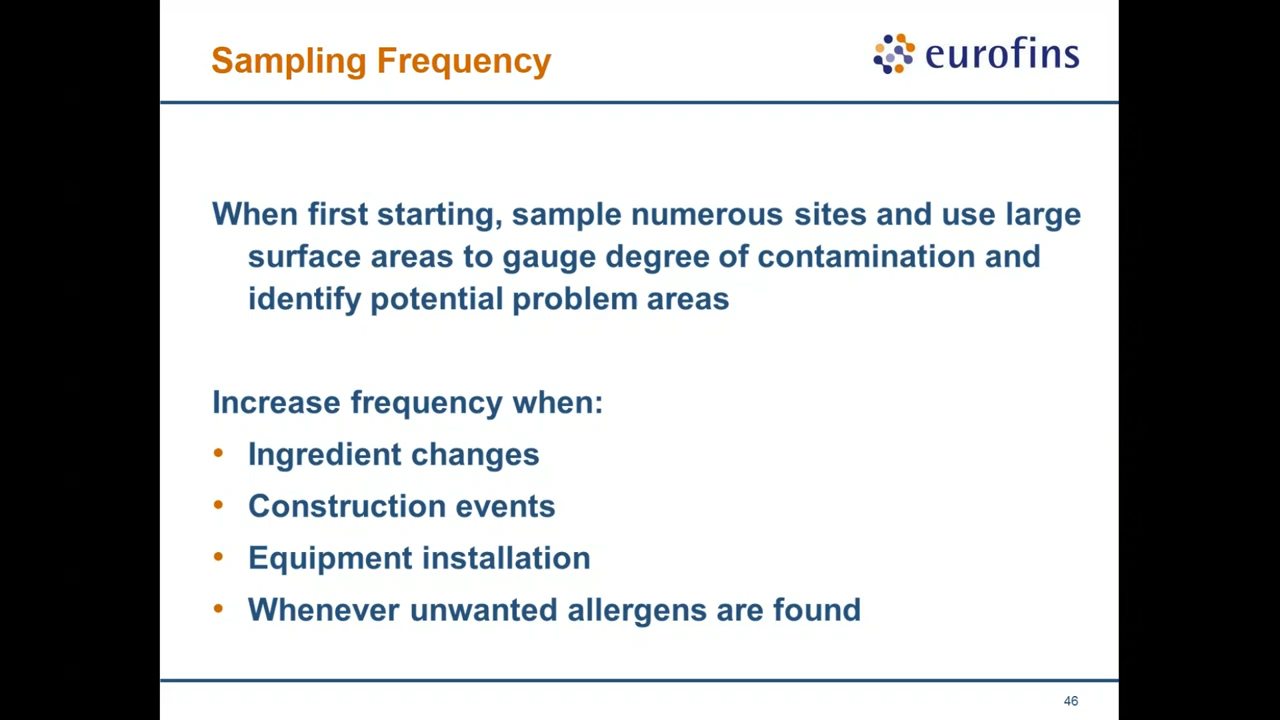 Sampling Frequency
eurofins
When first starting, sample numerous sites and use large
surface areas to gauge degree of contamination and
identify potential problem areas
Increase frequency when:
• Ingredient changes
• Construction events
• Equipment installation
• Whenever unwanted allergens are found
46